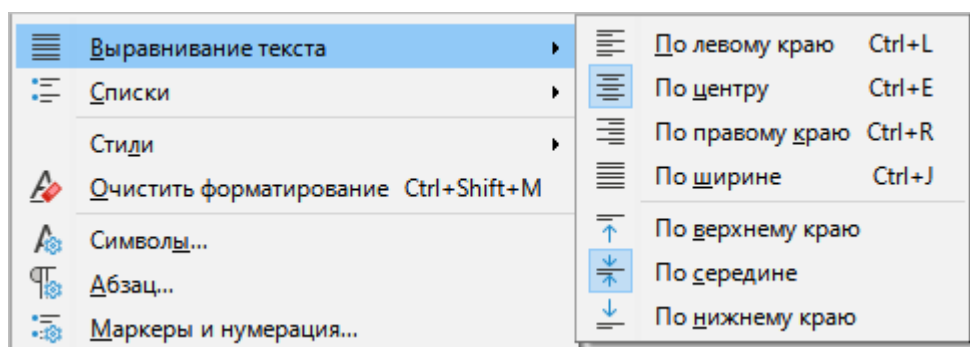 Выравнивание текста
Списки
Стили
Очистить форматирование Ctrl+Shift+M
Символы...
Абзац...
Маркеры и нумерация...
По левому краю Ctrl+L
По центру Ctrl+E
По правому краю Ctrl+R
По ширине Ctrl+J
По верхнему краю
По середине
По нижнему краю